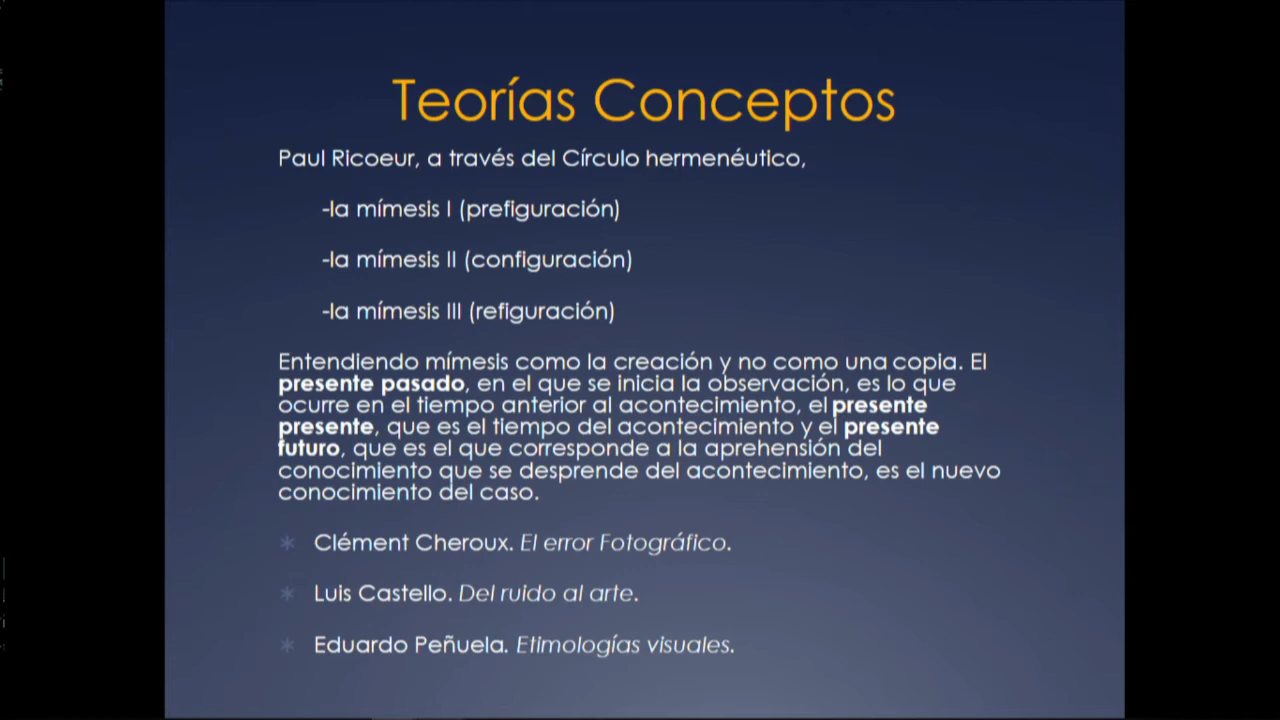 Teorías Conceptos
Paul Ricoeur, a través del Círculo hermenéutico,
-la mímesis I (prefiguración)
-la mímesis II (configuración)
-la mímesis III (refiguración)
Entendiendo mímesis como la creación y no como una copia. El
presente pasado, en el que se inicia la observación, es lo que
ocurre en el tiempo anterior al acontecimiento, el presente
presente, que es el tiempo del acontecimiento y el presente
futuro, que es el que corresponde a la aprehensión del
conocimiento que se desprende del acontecimiento, es el nuevo
conocimiento del caso.
* Clément Cheroux. El error Fotográfico.
* Luis Castello. Del ruido al arte.
* Eduardo Peñuela. Etimologías visuales.